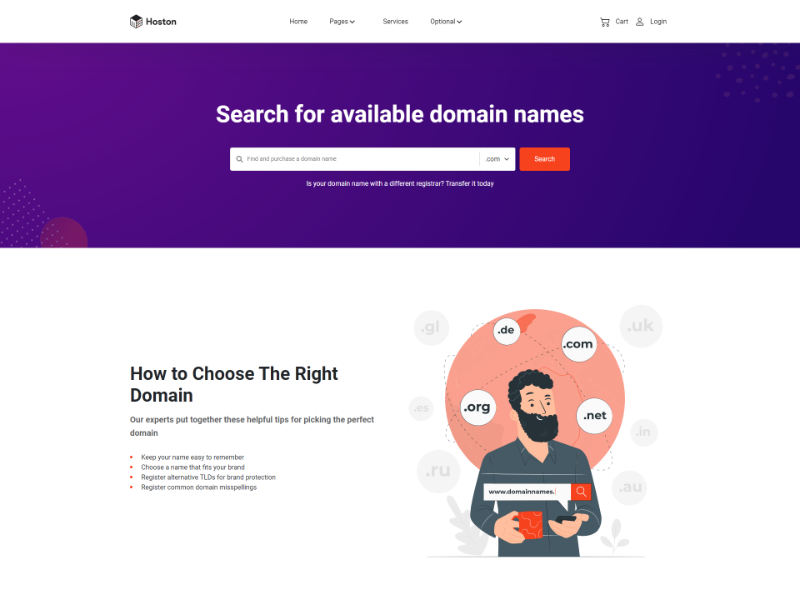 Hoston
Home
Pages
Services
Optional
Cart
Login
Search for available domain names
Find and purchase a domain name
.com
Search
Is your domain name with a different registrar? Transfer it today
How to Choose The Right
Domain
Our experts put together these helpful tips for picking the perfect
domain
Keep your name easy to remember
Choose a name that fits your brand
Register alternative TLDs for brand protection
Register common domain misspellings
.gl
.de
.uk
.com
.es
.org
.net
.in
.ru
.au
www.domainnames.|